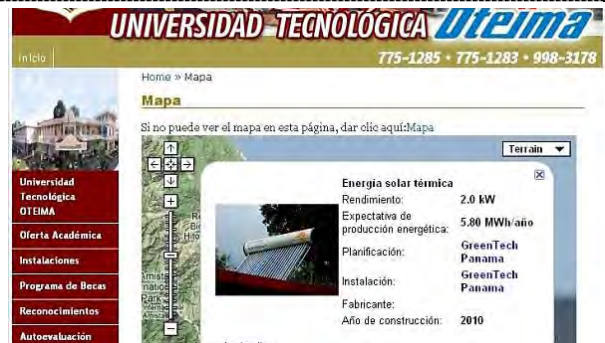 UNIVERSIDAD TECNOLÓGICA Oteima
Inicio
775-1285 • 775-1283 • 998-3178
Home » Mapa
Mapa
Si no puede ver el mapa en esta página, dar clic aquí:Mapa
Terrain
Universidad
Tecnológica
OTEIMA
Oferta Académica
Instalaciones
Programa de Becas
Reconocimientos
Autoevaluación
Energía solar térmica
Rendimiento: 2.0 kW
Expectativa de
producción energética: 5.80 MWh/año
Planificación: GreenTech
Panama
Instalación: GreenTech
Panama
Fabricante:
Año de construcción: 2010